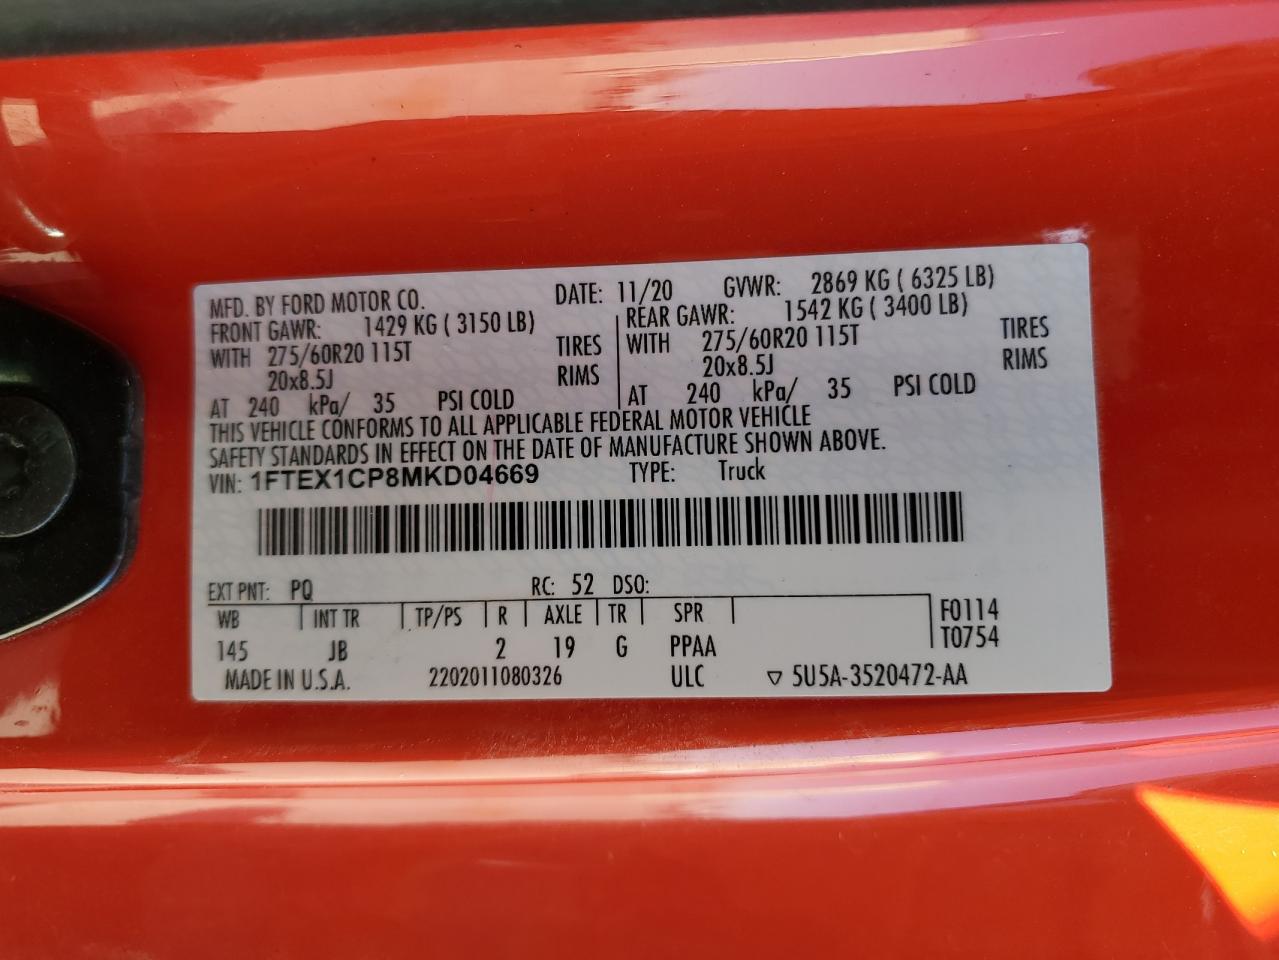 MFD. BY FORD MOTOR CO. DATE: 11/20 GVWR: 2869 KG ( 6325 LB)
FRONT GAWR: 1429 KG ( 3150 LB) REAR GAWR: 1542 KG ( 3400 LB)
WITH 275/60R20 115T TIRES WITH 275/60R20 115T TIRES
20x8.5J RIMS 20x8.5J RIMS
AT 240 kPa/ 35 PSI COLD AT 240 kPa/ 35 PSI COLD
THIS VEHICLE CONFORMS TO ALL APPLICABLE FEDERAL MOTOR VEHICLE
SAFETY STANDARDS IN EFFECT ON THE DATE OF MANUFACTURE SHOWN ABOVE.
VIN: 1FTEX1CP8MKD04669 TYPE: Truck
EXT PNT: PQ RC: 52 DSO:
WB INT TR TP/PS R AXLE TR SPR F0114
145 JB 2 19 G PPAA T0754
MADE IN U.S.A. 2202011080326 ULC ▽ 5U5A-3520472-AA